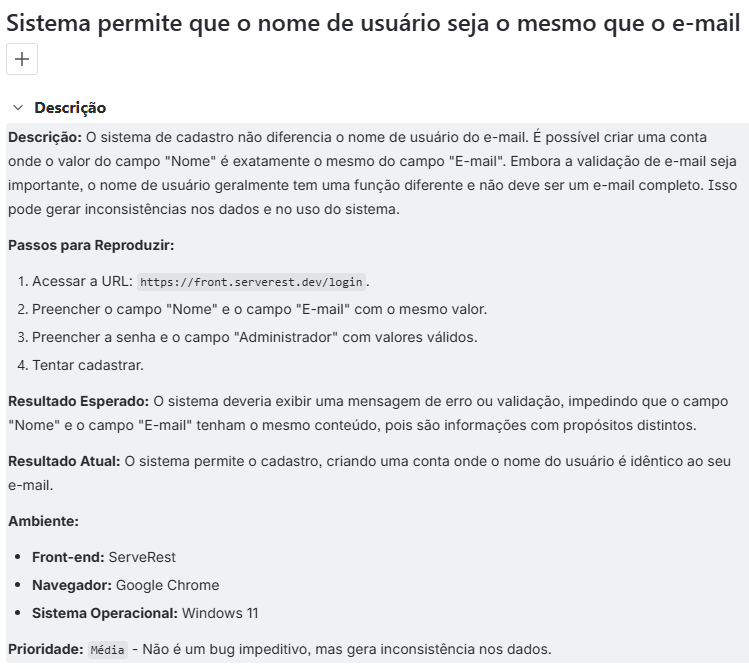 Sistema permite que o nome de usuário seja o mesmo que o e-mail
Descrição
Descrição: O sistema de cadastro não diferencia o nome de usuário do e-mail. É possível criar uma conta
onde o valor do campo "Nome" é exatamente o mesmo do campo "E-mail". Embora a validação de e-mail seja
importante, o nome de usuário geralmente tem uma função diferente e não deve ser um e-mail completo. Isso
pode gerar inconsistências nos dados e no uso do sistema.
Passos para Reproduzir:
1. Acessar a URL: https://front.serverest.dev/login.
2. Preencher o campo "Nome" e o campo "E-mail" com o mesmo valor.
3. Preencher a senha e o campo "Administrador" com valores válidos.
4. Tentar cadastrar.
Resultado Esperado: O sistema deveria exibir uma mensagem de erro ou validação, impedindo que o campo
"Nome" e o campo "E-mail" tenham o mesmo conteúdo, pois são informações com propósitos distintos.
Resultado Atual: O sistema permite o cadastro, criando uma conta onde o nome do usuário é idêntico ao seu
e-mail.
Ambiente:
• Front-end: ServeRest
• Navegador: Google Chrome
• Sistema Operacional: Windows 11
Prioridade: Média - Não é um bug impeditivo, mas gera inconsistência nos dados.